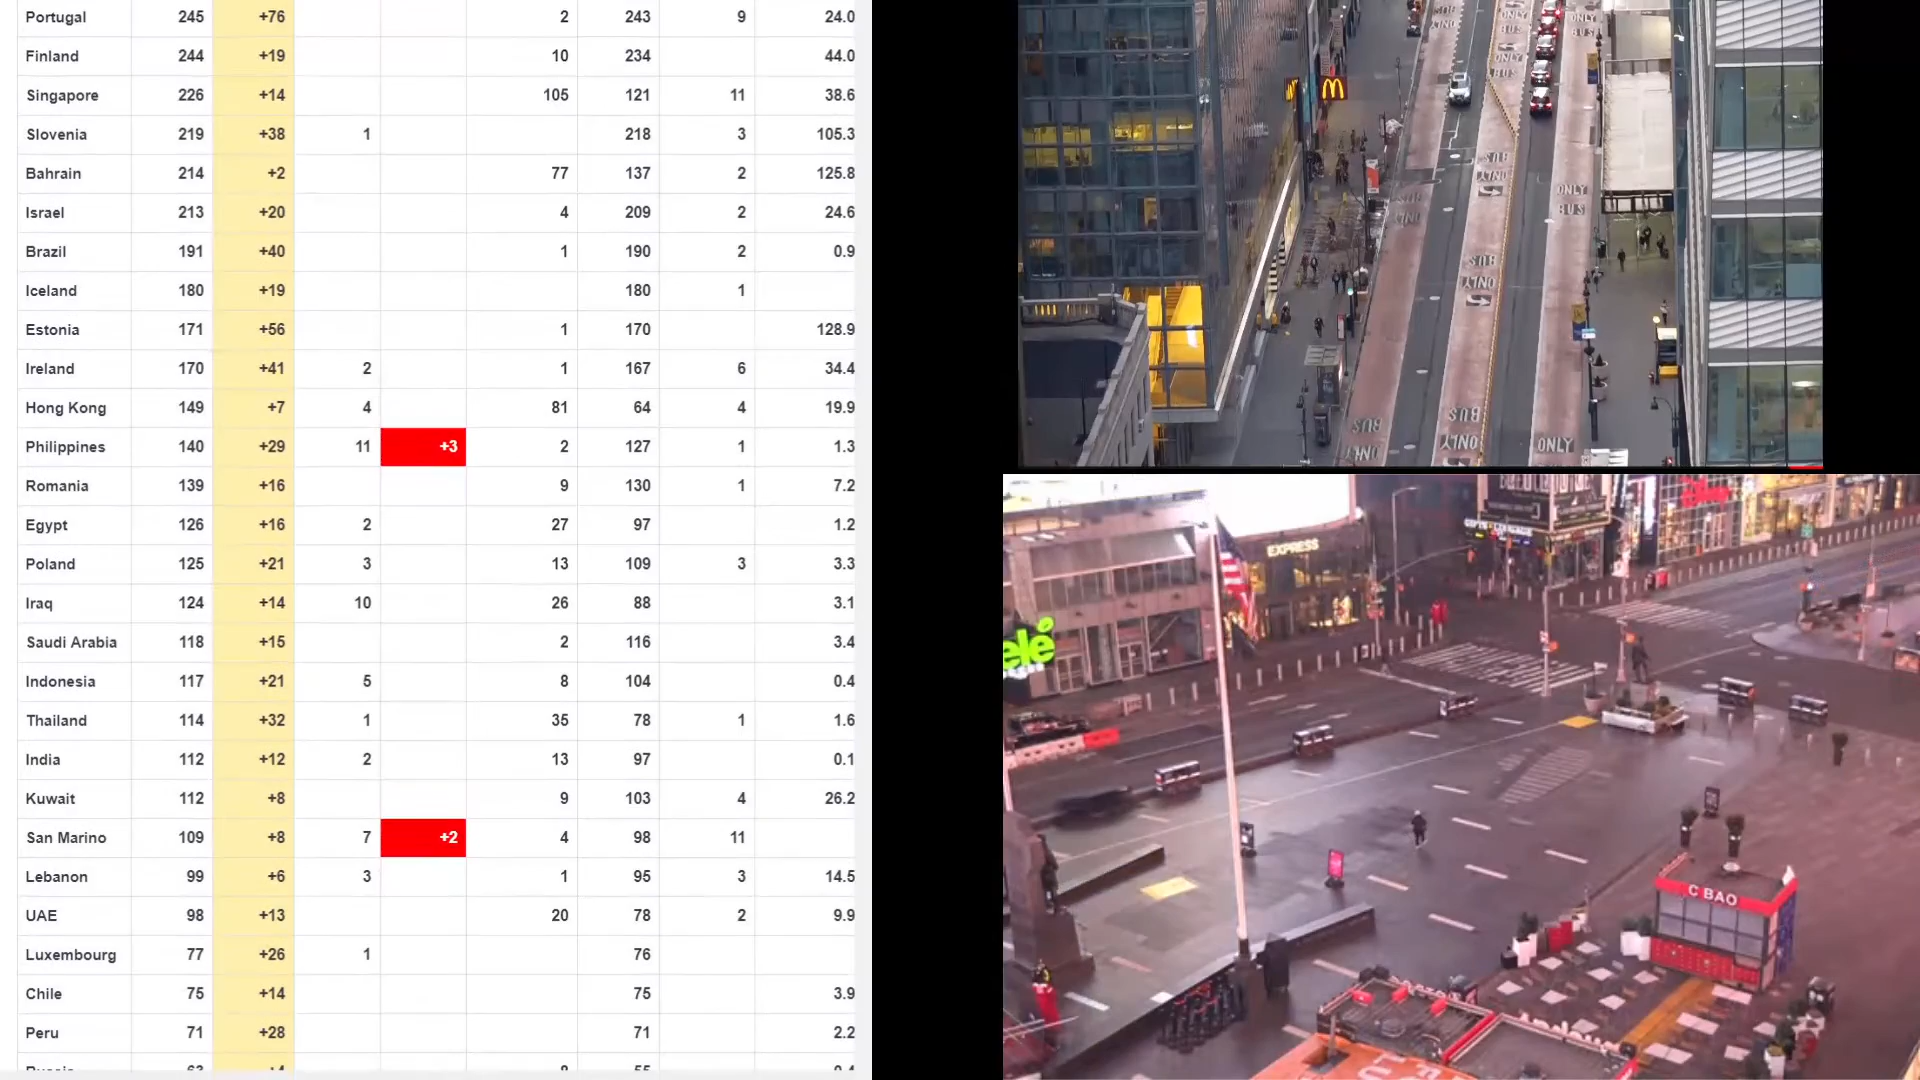 Portugal 245 +76 2 243 9 24.0
Finland 244 +19 10 234 44.0
Singapore 226 +14 105 121 11 38.6
Slovenia 219 +38 1 218 3 105.3
Bahrain 214 +2 77 137 2 125.8
Israel 213 +20 4 209 2 24.6
Brazil 191 +40 1 190 2 0.9
Iceland 180 +19 180 1
Estonia 171 +56 1 170 128.9
Ireland 170 +41 2 1 167 6 34.4
Hong Kong 149 +7 4 81 64 4 19.9
Philippines 140 +29 11 +3 2 127 1 1.3
Romania 139 +16 9 130 1 7.2
Egypt 126 +16 2 27 97 1.2
Poland 125 +21 3 13 109 3 3.3
Iraq 124 +14 10 26 88 3.1
Saudi Arabia 118 +15 2 116 3.4
Indonesia 117 +21 5 8 104 0.4
Thailand 114 +32 1 35 78 1 1.6
India 112 +12 2 13 97 0.1
Kuwait 112 +8 9 103 4 26.2
San Marino 109 +8 7 +2 4 98 11
Lebanon 99 +6 3 1 95 3 14.5
UAE 98 +13 20 78 2 9.9
Luxembourg 77 +26 1 76
Chile 75 +14 75 3.9
Peru 71 +28 71 2.2
ONLY
BUS
ONLY
BUS
ONLY
BUS
ONLY
BUS
ONLY
BUS
ONLY
BUS
ONLY
BUS
ONLY
ONLY
EXPRESS
elé
C BAO